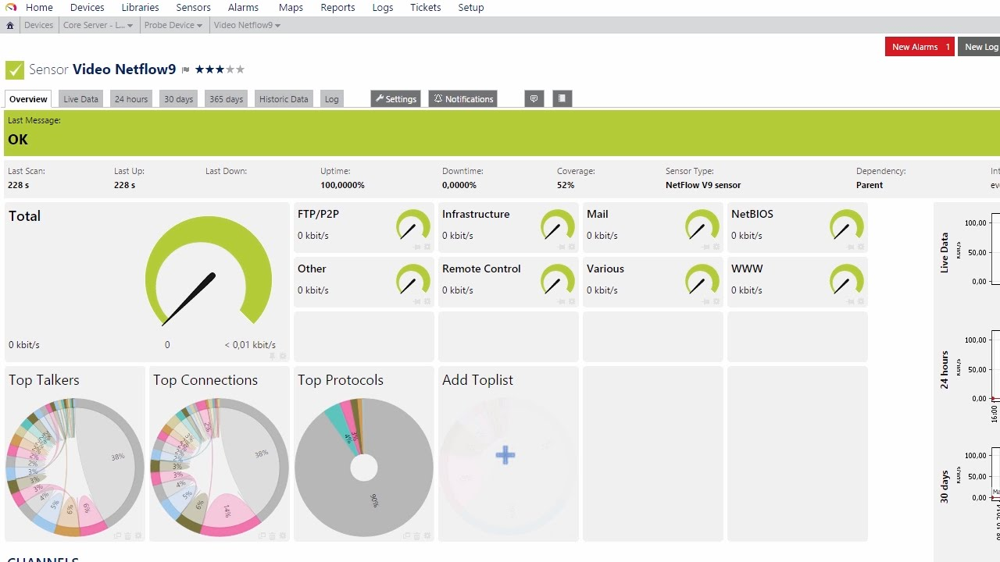 Home Devices Libraries Sensors Alarms Maps Reports Logs Tickets Setup
Devices Core Server - L... Probe Device Video Netflow9
New Alarms 1 New Log
Sensor Video Netflow9
Overview Live Data 24 hours 30 days 365 days Historic Data Log Settings Notifications
Last Message:
OK
Last Scan: Last Up: Last Down: Uptime: Downtime: Coverage: Sensor Type: Dependency: Int
228 s 228 s 100,0000% 0,0000% 52% NetFlow V9 sensor Parent eve
Total
0 kbit/s 0 < 0,01 kbit/s
FTP/P2P Infrastructure Mail NetBIOS
0 kbit/s 0 kbit/s 0 kbit/s 0 kbit/s
Other Remote Control Various WWW
0 kbit/s 0 kbit/s 0 kbit/s 0 kbit/s
Top Talkers Top Connections Top Protocols Add Toplist
38% 6% 6% 5% 4% 3% 3% 2%
38% 14% 6% 5% 4% 3% 3% 2%
90% 4% 3%
Live Data kbit/s 100,00 50,00 0,00
24 hours kbit/s 100,00 50,00 0,00 16:00
30 days kbit/s 100,00 50,00 0,00
CHANNELS